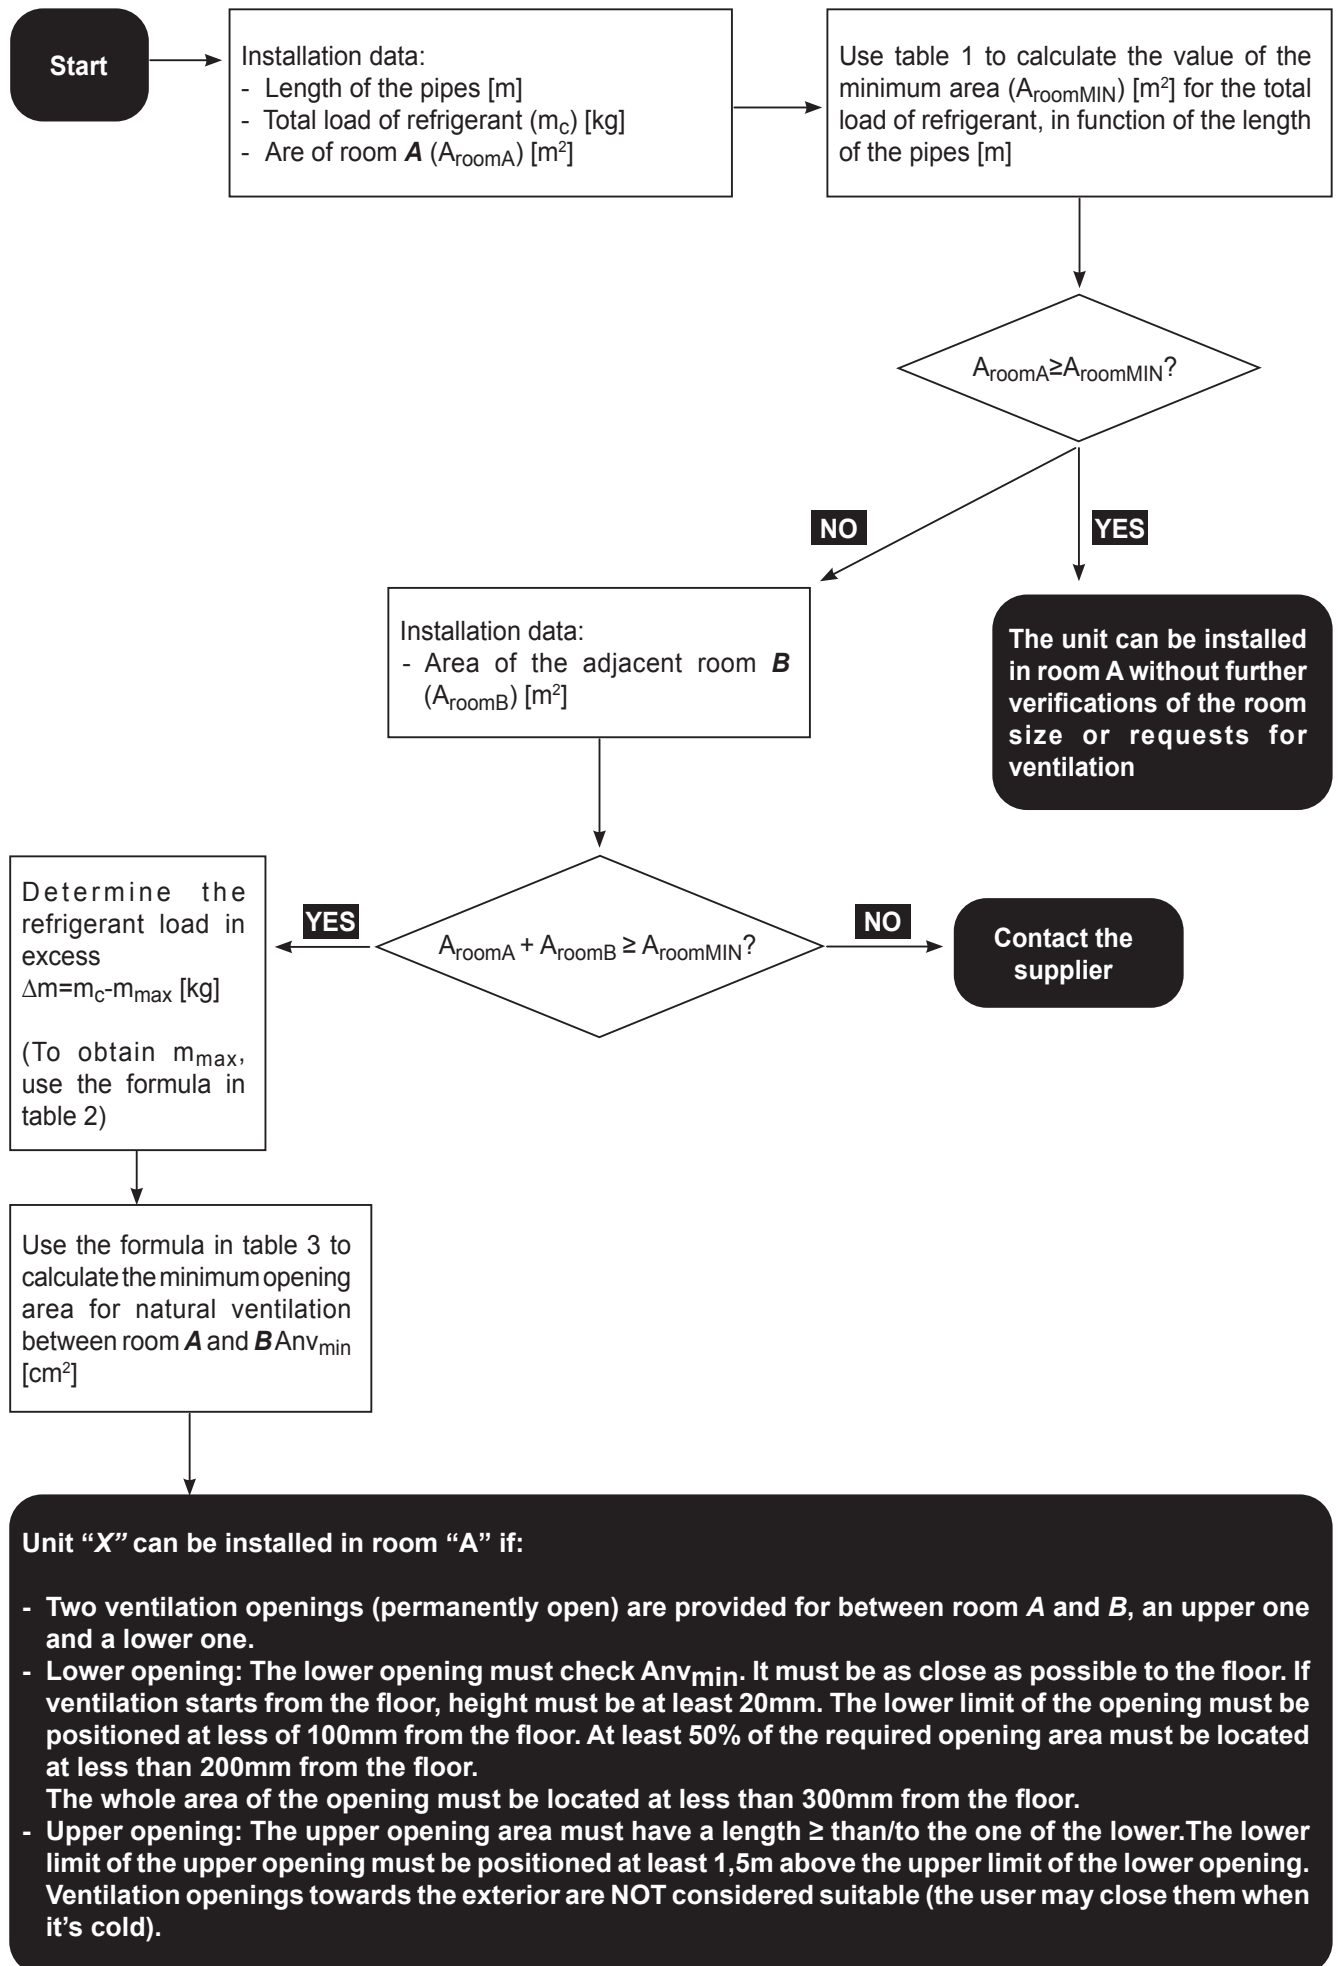 Start
Installation data:
- Length of the pipes [m]
- Total load of refrigerant (mc) [kg]
- Are of room A (AroomA) [m²]
Use table 1 to calculate the value of the
minimum area (AroomMIN) [m²] for the total
load of refrigerant, in function of the length
of the pipes [m]
AroomA≥AroomMIN?
NO
YES
Installation data:
- Area of the adjacent room B
(AroomB) [m²]
The unit can be installed
in room A without further
verifications of the room
size or requests for
ventilation
Determine the
refrigerant load in
excess
∆m=mc-mmax [kg]
(To obtain mmax,
use the formula in
table 2)
YES
AroomA + AroomB ≥ AroomMIN?
NO
Contact the
supplier
Use the formula in table 3 to
calculate the minimum opening
area for natural ventilation
between room A and B Anvmin
[cm²]
Unit “X” can be installed in room “A” if:
- Two ventilation openings (permanently open) are provided for between room A and B, an upper one
and a lower one.
- Lower opening: The lower opening must check Anvmin. It must be as close as possible to the floor. If
ventilation starts from the floor, height must be at least 20mm. The lower limit of the opening must be
positioned at less of 100mm from the floor. At least 50% of the required opening area must be located
at less than 200mm from the floor.
The whole area of the opening must be located at less than 300mm from the floor.
- Upper opening: The upper opening area must have a length ≥ than/to the one of the lower.The lower
limit of the upper opening must be positioned at least 1,5m above the upper limit of the lower opening.
Ventilation openings towards the exterior are NOT considered suitable (the user may close them when
it’s cold).